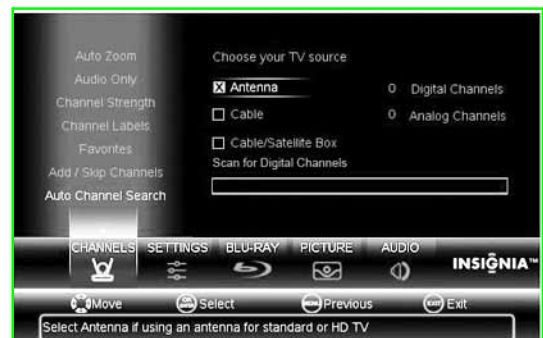 Auto Zoom
Audio Only
Channel Strength
Channel Labels
Favorites
Add / Skip Channels
Auto Channel Search
Choose your TV source
X Antenna
Cable
Cable/Satellite Box
0 Digital Channels
0 Analog Channels
Scan for Digital Channels
CHANNELS SETTINGS BLU-RAY PICTURE AUDIO
INSIGNIA™
Move Select Previous Exit
Select Antenna if using an antenna for standard or HD TV